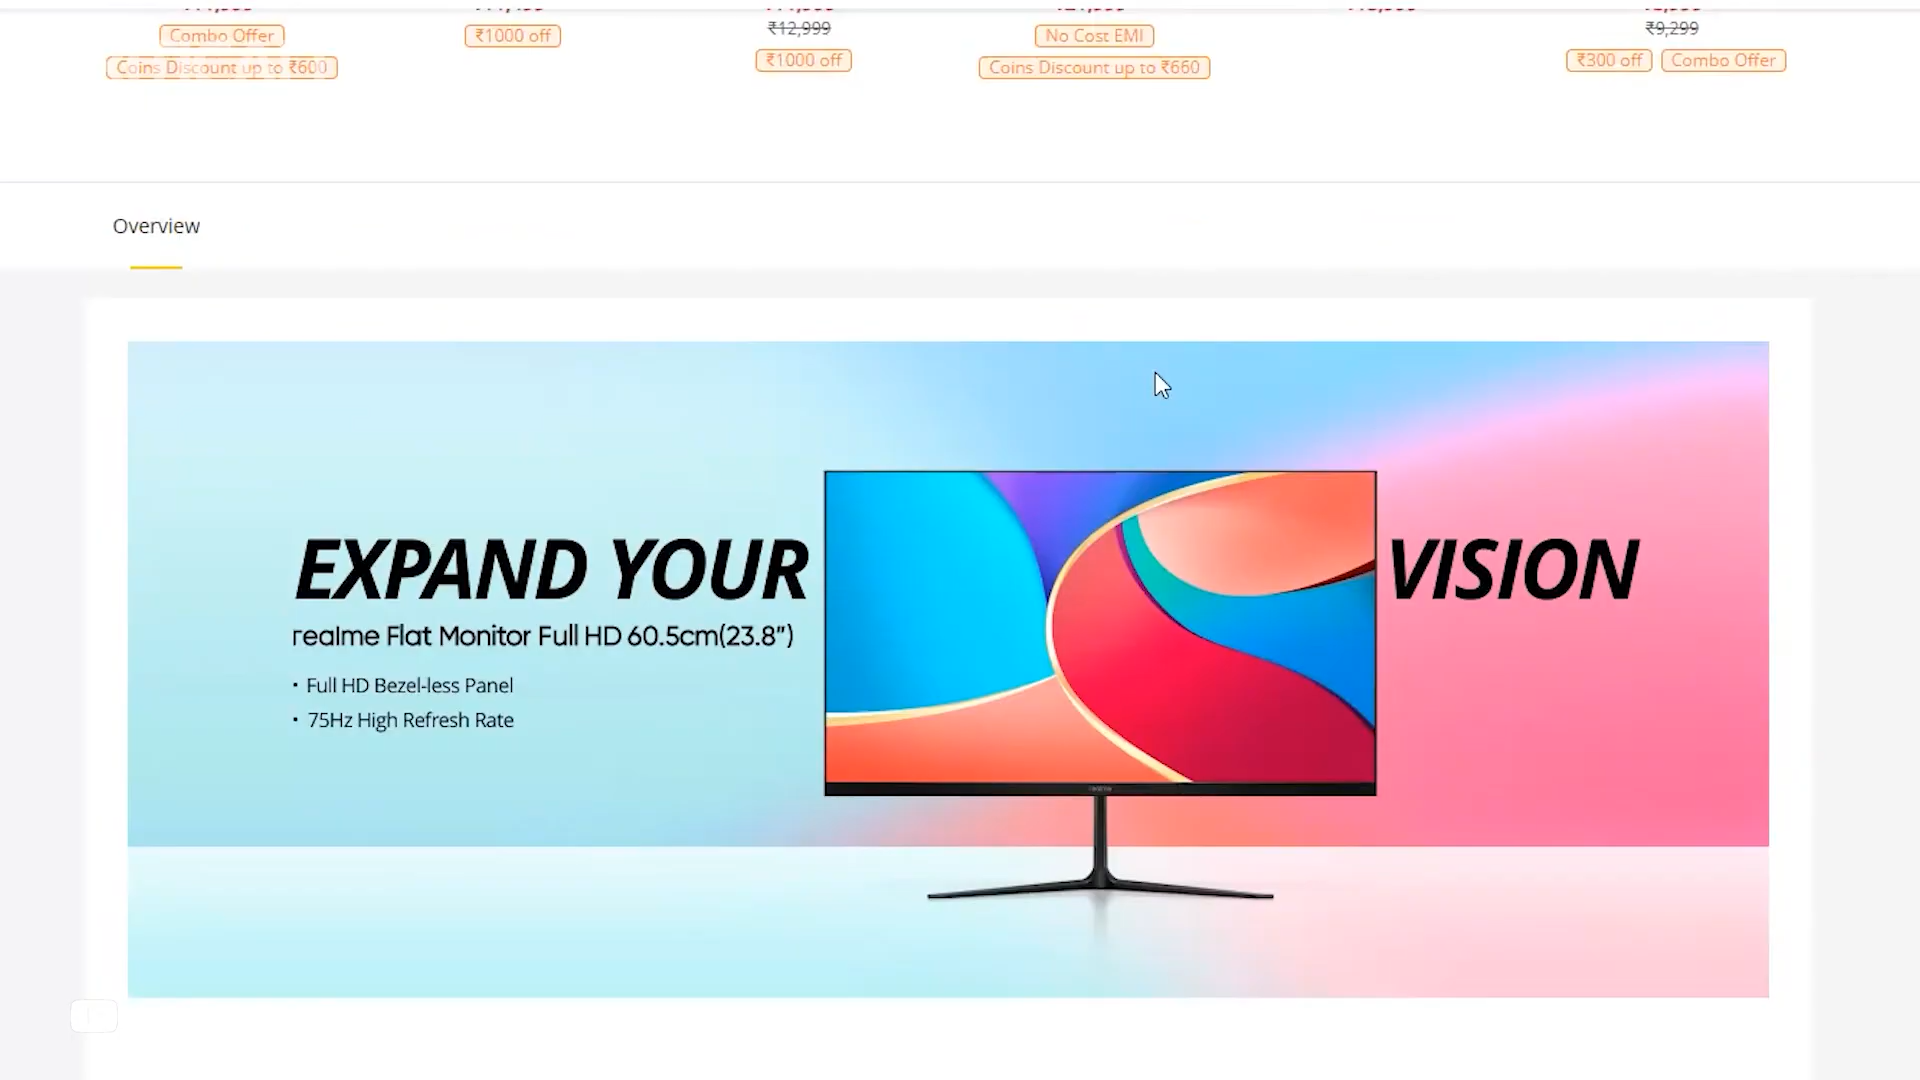 ₹12,999
₹9,299
Combo Offer
₹1000 off
No Cost EMI
₹1000 off
₹300 off
Combo Offer
Coins Discount up to ₹600
Coins Discount up to ₹660
Overview
EXPAND YOUR VISION
realme Flat Monitor Full HD 60.5cm(23.8”)
• Full HD Bezel-less Panel
• 75Hz High Refresh Rate